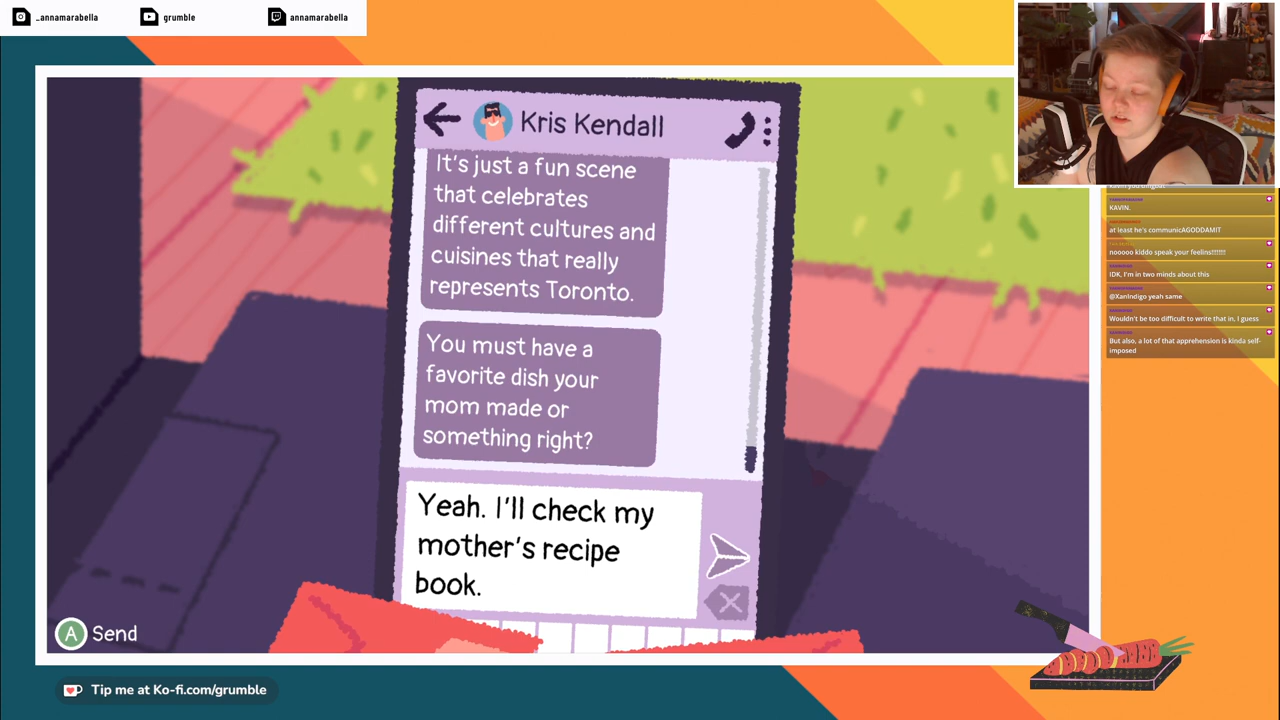 _annamarabella
grumble
annamarabella
Kris Kendall
It's just a fun scene
that celebrates
different cultures and
cuisines that really
represents Toronto.
You must have a
favorite dish your
mom made or
something right?
Yeah. I'll check my
mother's recipe
book.
A Send
Tip me at Ko-fi.com/grumble
KAVIN.
at least he's communicAGODDAMIT
nooooo kiddo speak your feelins!!!!!!!
IDK, I'm in two minds about this
@XanIndigo yeah same
Wouldn't be too difficult to write that in, I guess
But also, a lot of that apprehension is kinda self-
imposed